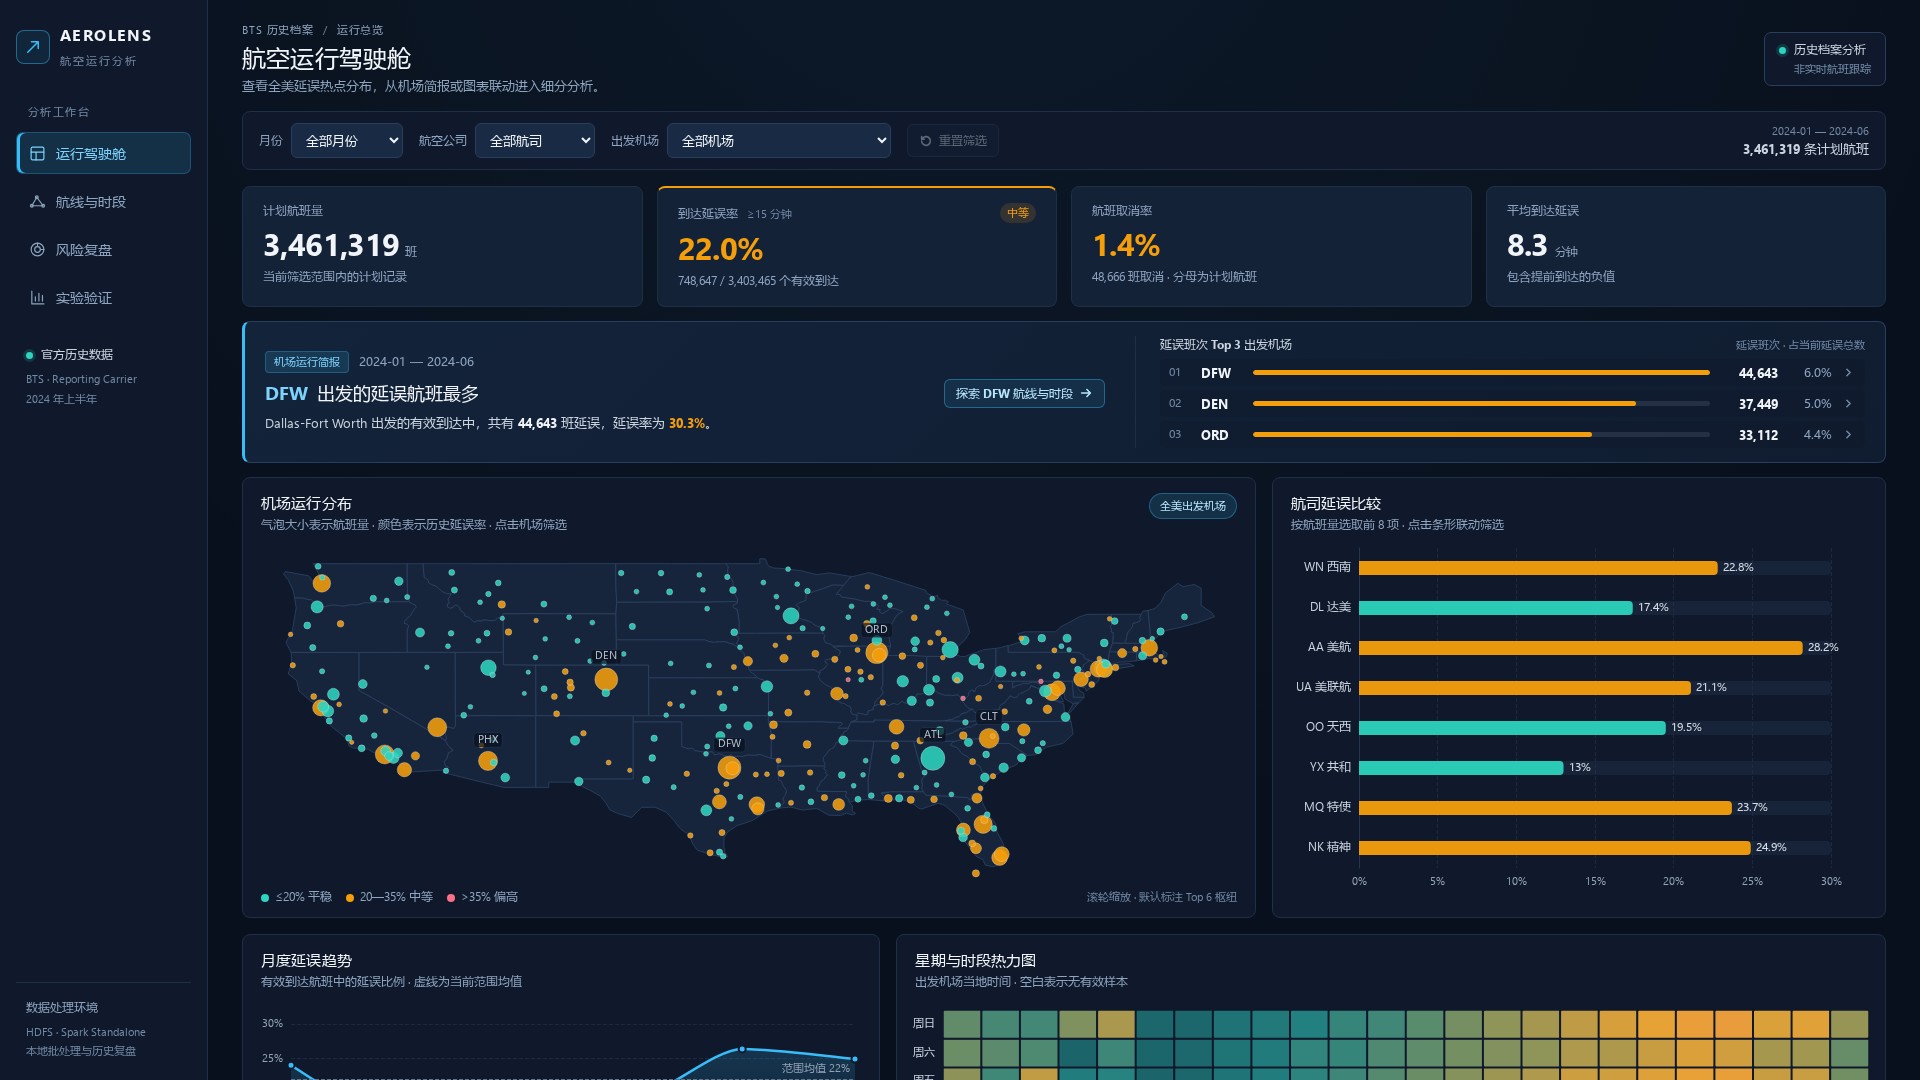 AEROLENS
航空运行分析
分析工作台
运行驾驶舱
航线与时段
风险复盘
实验验证
官方历史数据
BTS · Reporting Carrier
2024 年上半年
数据处理环境
HDFS · Spark Standalone
本地批处理与历史复盘
BTS 历史档案 / 运行总览
航空运行驾驶舱
查看全美延误热点分布，从机场简报或图表联动进入细分分析。
历史档案分析
非实时航班跟踪
月份 全部月份 航空公司 全部航司 出发机场 全部机场 重置筛选
2024-01 — 2024-06
3,461,319 条计划航班
计划航班量
3,461,319 班
当前筛选范围内的计划记录
到达延误率 ≥15 分钟 中等
22.0%
748,647 / 3,403,465 个有效到达
航班取消率
1.4%
48,666 班取消 · 分母为计划航班
平均到达延误
8.3 分钟
包含提前到达的负值
机场运行简报 2024-01 — 2024-06
DFW 出发的延误航班最多
Dallas-Fort Worth 出发的有效到达中，共有 44,643 班延误，延误率为 30.3%。
探索 DFW 航线与时段 →
延误班次 Top 3 出发机场 延误班次 · 占当前延误总数
01 DFW 44,643 6.0%
02 DEN 37,449 5.0%
03 ORD 33,112 4.4%
机场运行分布
气泡大小表示航班量 · 颜色表示历史延误率 · 点击机场筛选
全美出发机场
ORD
DEN
CLT
ATL
PHX
DFW
≤20% 平稳 20—35% 中等 >35% 偏高
滚轮缩放 · 默认标注 Top 6 枢纽
航司延误比较
按航班量选取前 8 项 · 点击条形联动筛选
WN 西南 22.8%
DL 达美 17.4%
AA 美航 28.2%
UA 美联航 21.1%
OO 天西 19.5%
YX 共和 13%
MQ 特使 23.7%
NK 精神 24.9%
0% 5% 10% 15% 20% 25% 30%
月度延误趋势
有效到达航班中的延误比例 · 虚线为当前范围均值
30%
25%
范围均值 22%
星期与时段热力图
出发机场当地时间 · 空白表示无有效样本
周日
周六
周五